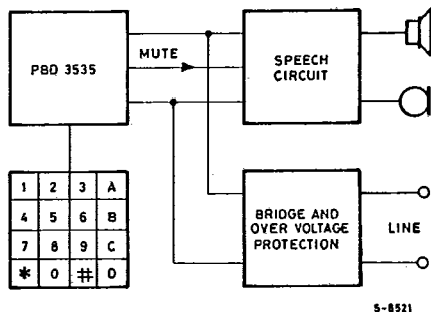 PBD 3535
MUTE
SPEECH
CIRCUIT
1 2 3 A
4 5 6 B
7 8 9 C
* 0 # D
BRIDGE AND
OVER VOLTAGE
PROTECTION
LINE
S-8521